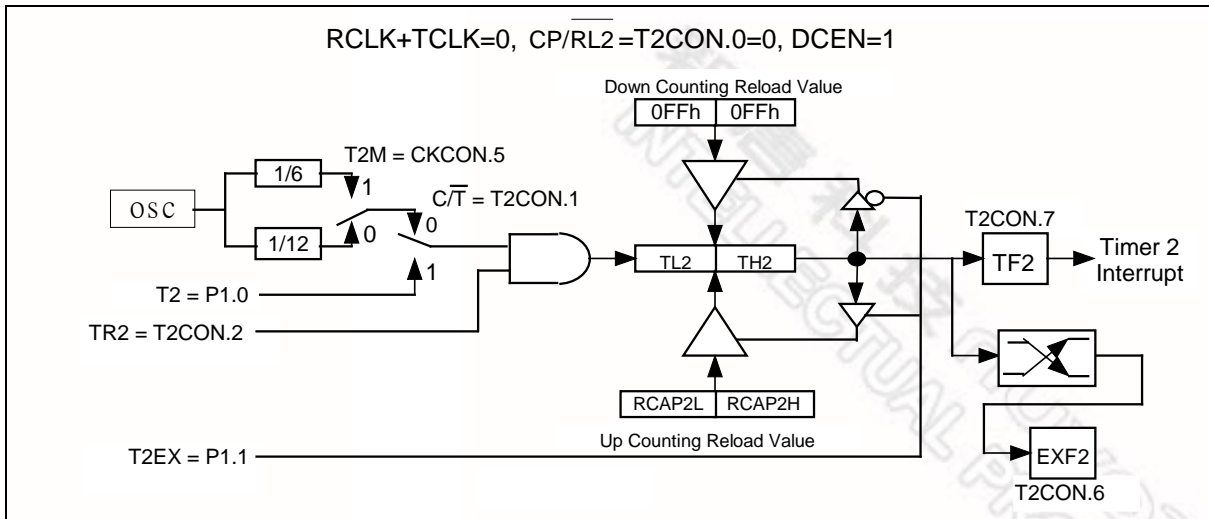 RCLK+TCLK=0, CP/RL2=T2CON.0=0, DCEN=1
Down Counting Reload Value
0FFh 0FFh
T2M = CKCON.5
1/6
1
OSC
C/T = T2CON.1
0
1/12
0
1
T2 = P1.0
TR2 = T2CON.2
TL2 TH2
T2CON.7
TF2
Timer 2
Interrupt
RCAP2L RCAP2H
Up Counting Reload Value
T2EX = P1.1
EXF2
T2CON.6
INTELLECTUAL